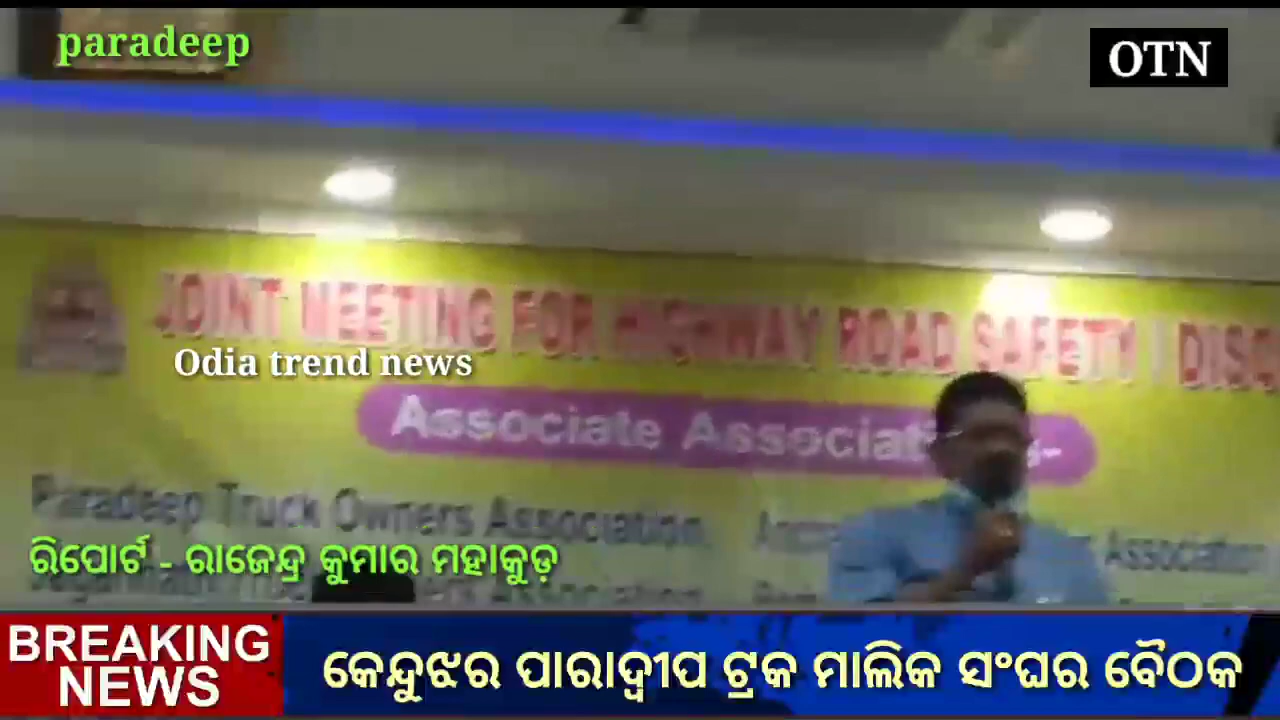 paradeep
OTN
JOINT MEETING FOR HIGHWAY ROAD SAFETY
Odia trend news
Associate
Paradeep Truck Owners Association,
Association
ରିପୋର୍ଟ - ରାଜେନ୍ଦ୍ର କୁମାର ମହାକୁଡ଼
BREAKING
NEWS
କେନ୍ଦୁଝର ପାରାଦ୍ଵୀପ ଟ୍ରକ ମାଲିକ ସଂଘର ବୈଠକ